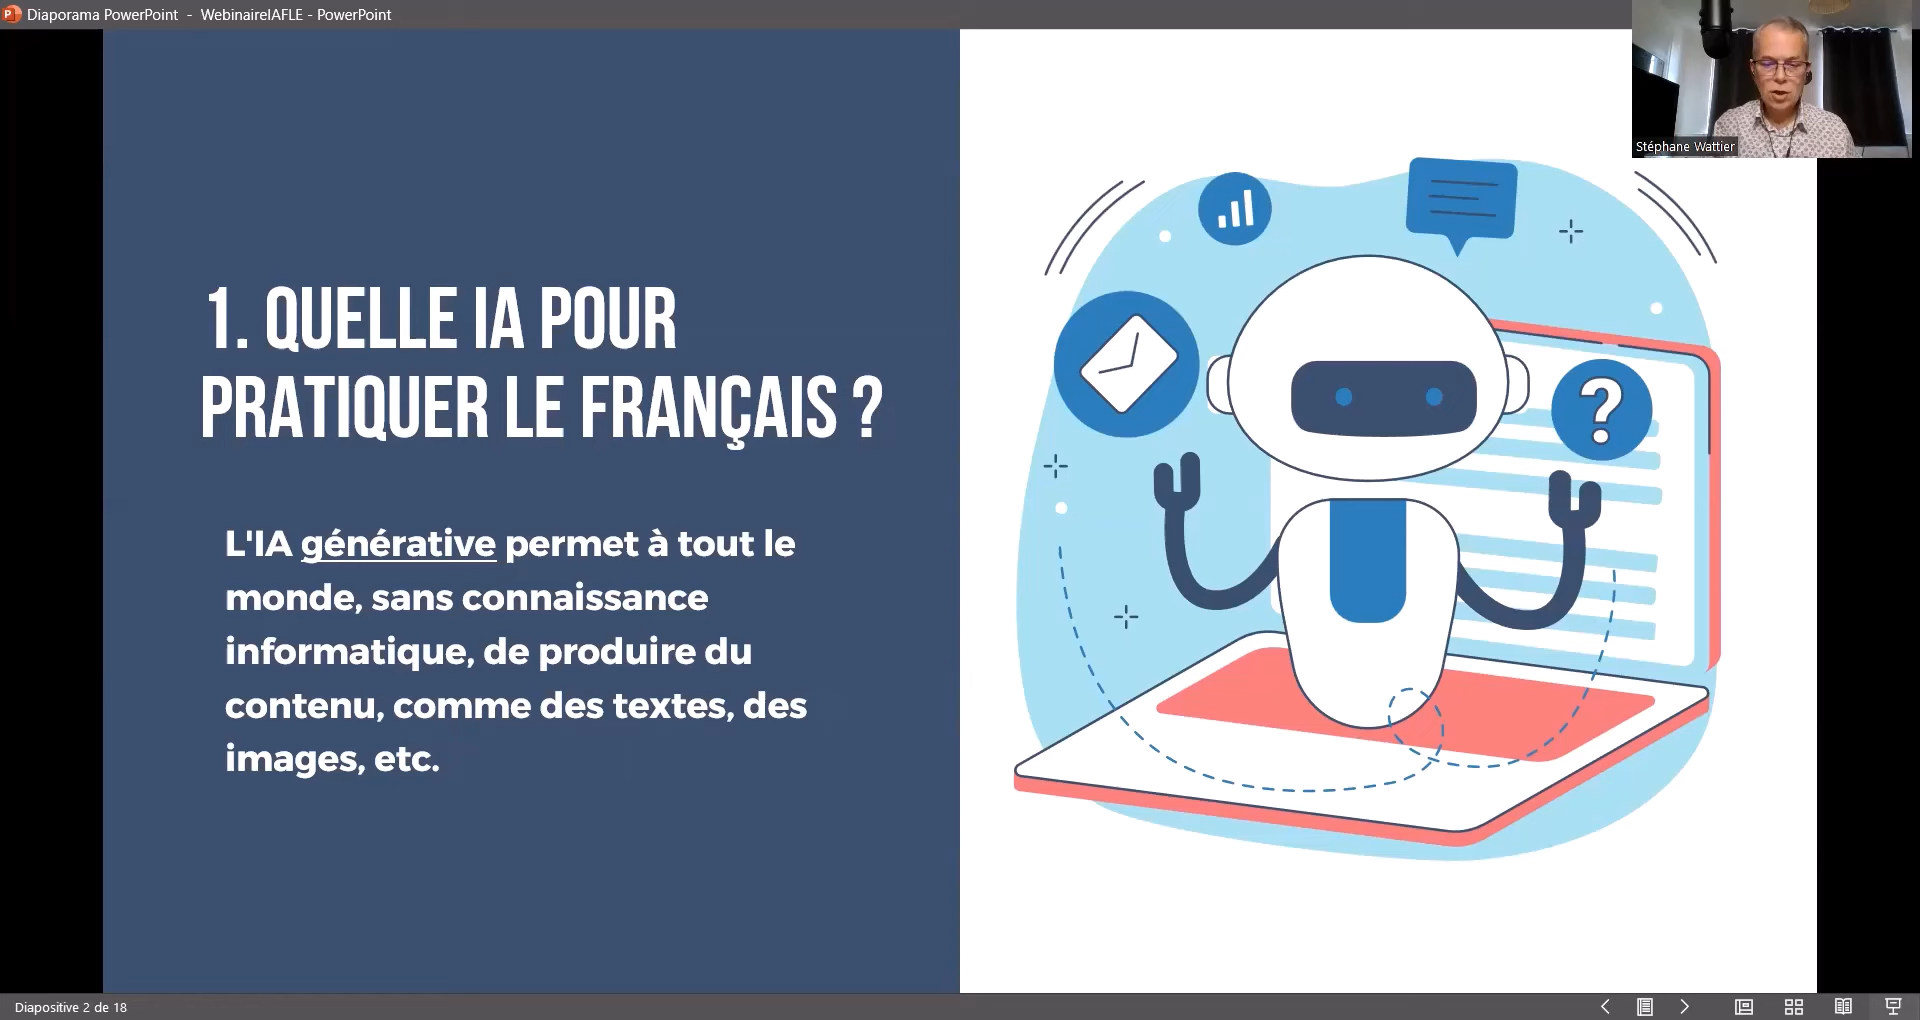 Diaporama PowerPoint - WebinaireIAFLE - PowerPoint
Stéphane Wattier
1. QUELLE IA POUR
PRATIQUER LE FRANÇAIS ?
L'IA générative permet à tout le
monde, sans connaissance
informatique, de produire du
contenu, comme des textes, des
images, etc.
?
Diapositive 2 de 18